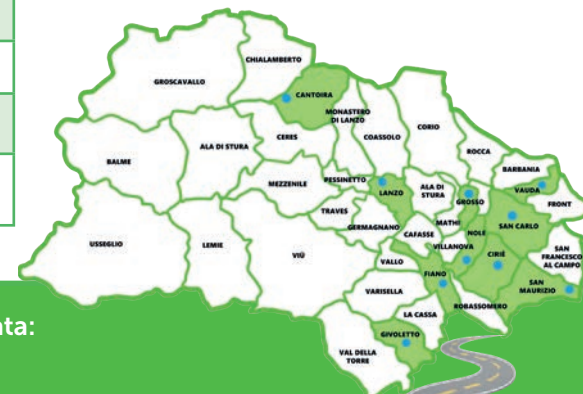 CHIALAMBERTO
GROSCAVALLO
CANTOIRA
MONASTERO
DI LANZO
CERES
COASSOLO
CORIO
ALA DI STURA
ROCCA
BALME
BARBANIA
MEZZENILE
PESSINETTO
LANZO
ALA DI
STURA
VAUDA
GROSSO
FRONT
TRAVES
GERMAGNANO
MATHI
SAN CARLO
CAFASSE
NOLE
VILLANOVA
USSEGLIO
LEMIE
VIÙ
VALLO
CIRIÈ
SAN
FRANCESCO
AL CAMPO
FIANO
VARISELLA
SAN
MAURIZIO
ROBASSOMERO
LA CASSA
GIVOLETTO
VAL DELLA
TORRE
ata: